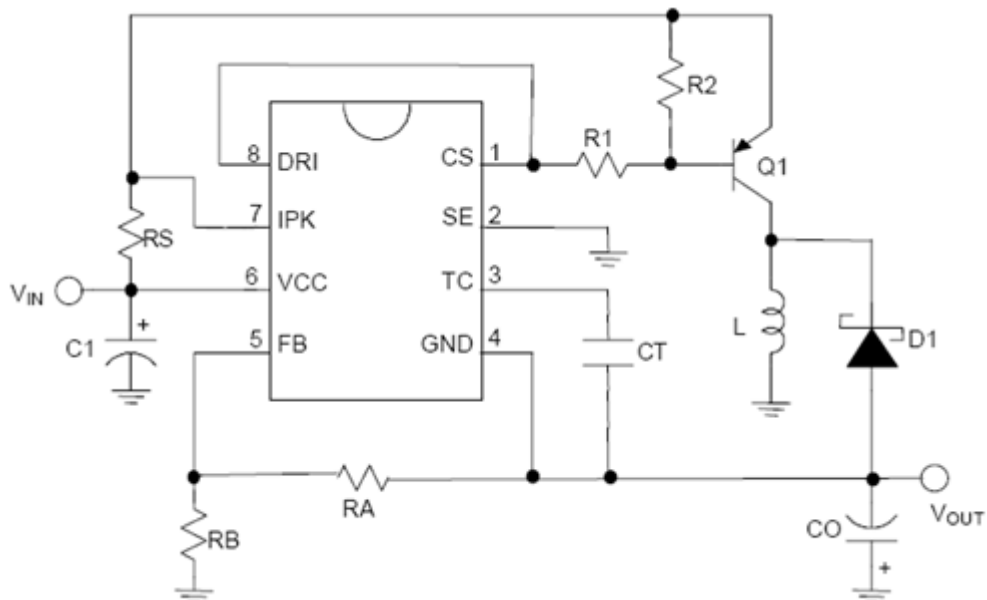 R2
R1
Q1
8 DRI CS 1
7 IPK SE 2
RS
6 VCC TC 3
VIN
C1 +
5 FB GND 4
CT
L
D1
RA
RB
VOUT
CO
+